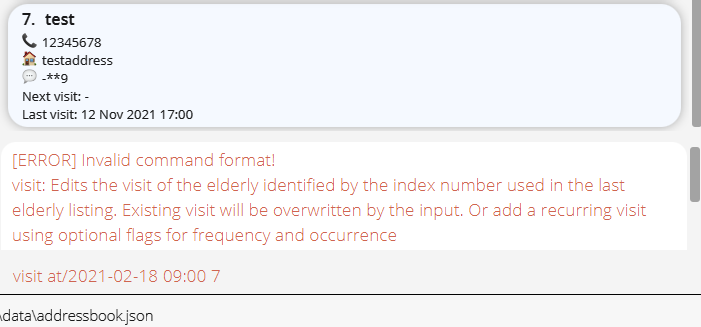 7. test
12345678
testaddress
-**9
Next visit: -
Last visit: 12 Nov 2021 17:00
[ERROR] Invalid command format!
visit: Edits the visit of the elderly identified by the index number used in the last
elderly listing. Existing visit will be overwritten by the input. Or add a recurring visit
using optional flags for frequency and occurrence
visit at/2021-02-18 09:00 7
\data\addressbook.json